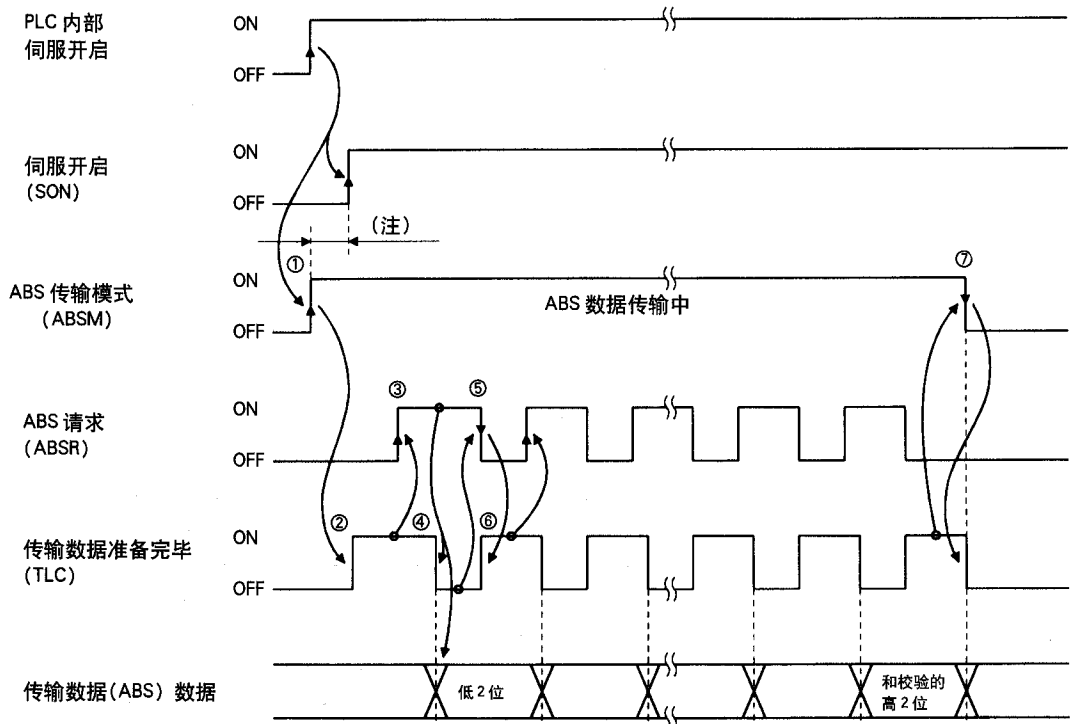 PLC 内部
伺服开启
ON
OFF
伺服开启
(SON)
ON
OFF
(注)
ABS 传输模式
(ABSM)
ON
OFF
①
⑦
ABS 数据传输中
ABS 请求
(ABSR)
ON
OFF
③
⑤
传输数据准备完毕
(TLC)
ON
OFF
②
④
⑥
传输数据(ABS) 数据
低 2 位
和校验的
高 2 位